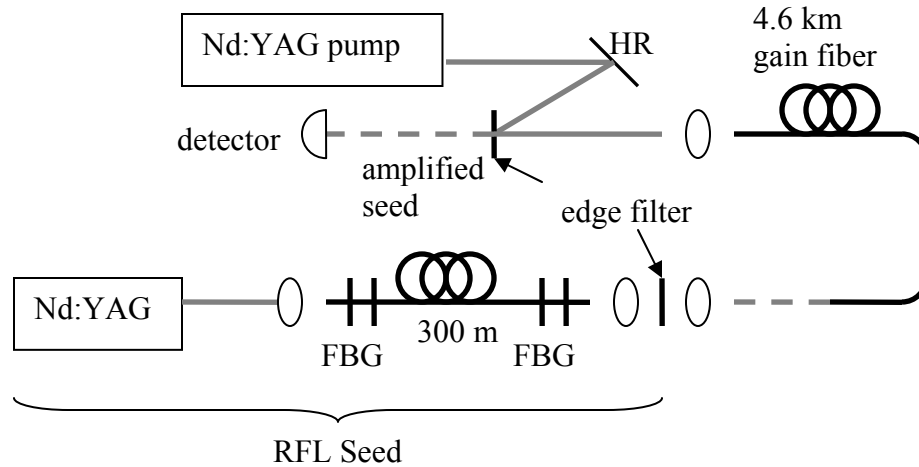 Nd:YAG pump
HR
4.6 km
gain fiber
detector
amplified
seed
edge filter
Nd:YAG
FBG
300 m
FBG
RFL Seed